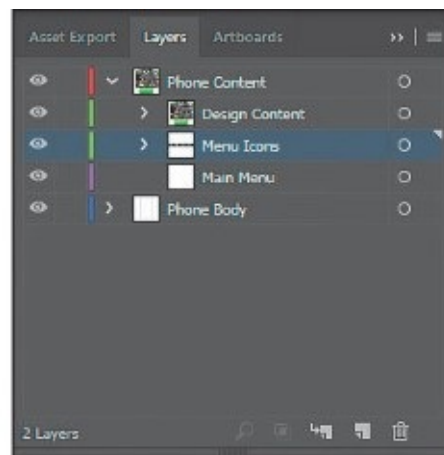 Asset Export Layers Artboards
Phone Content
Design Content
Menu Icons
Main Menu
Phone Body
2 Layers